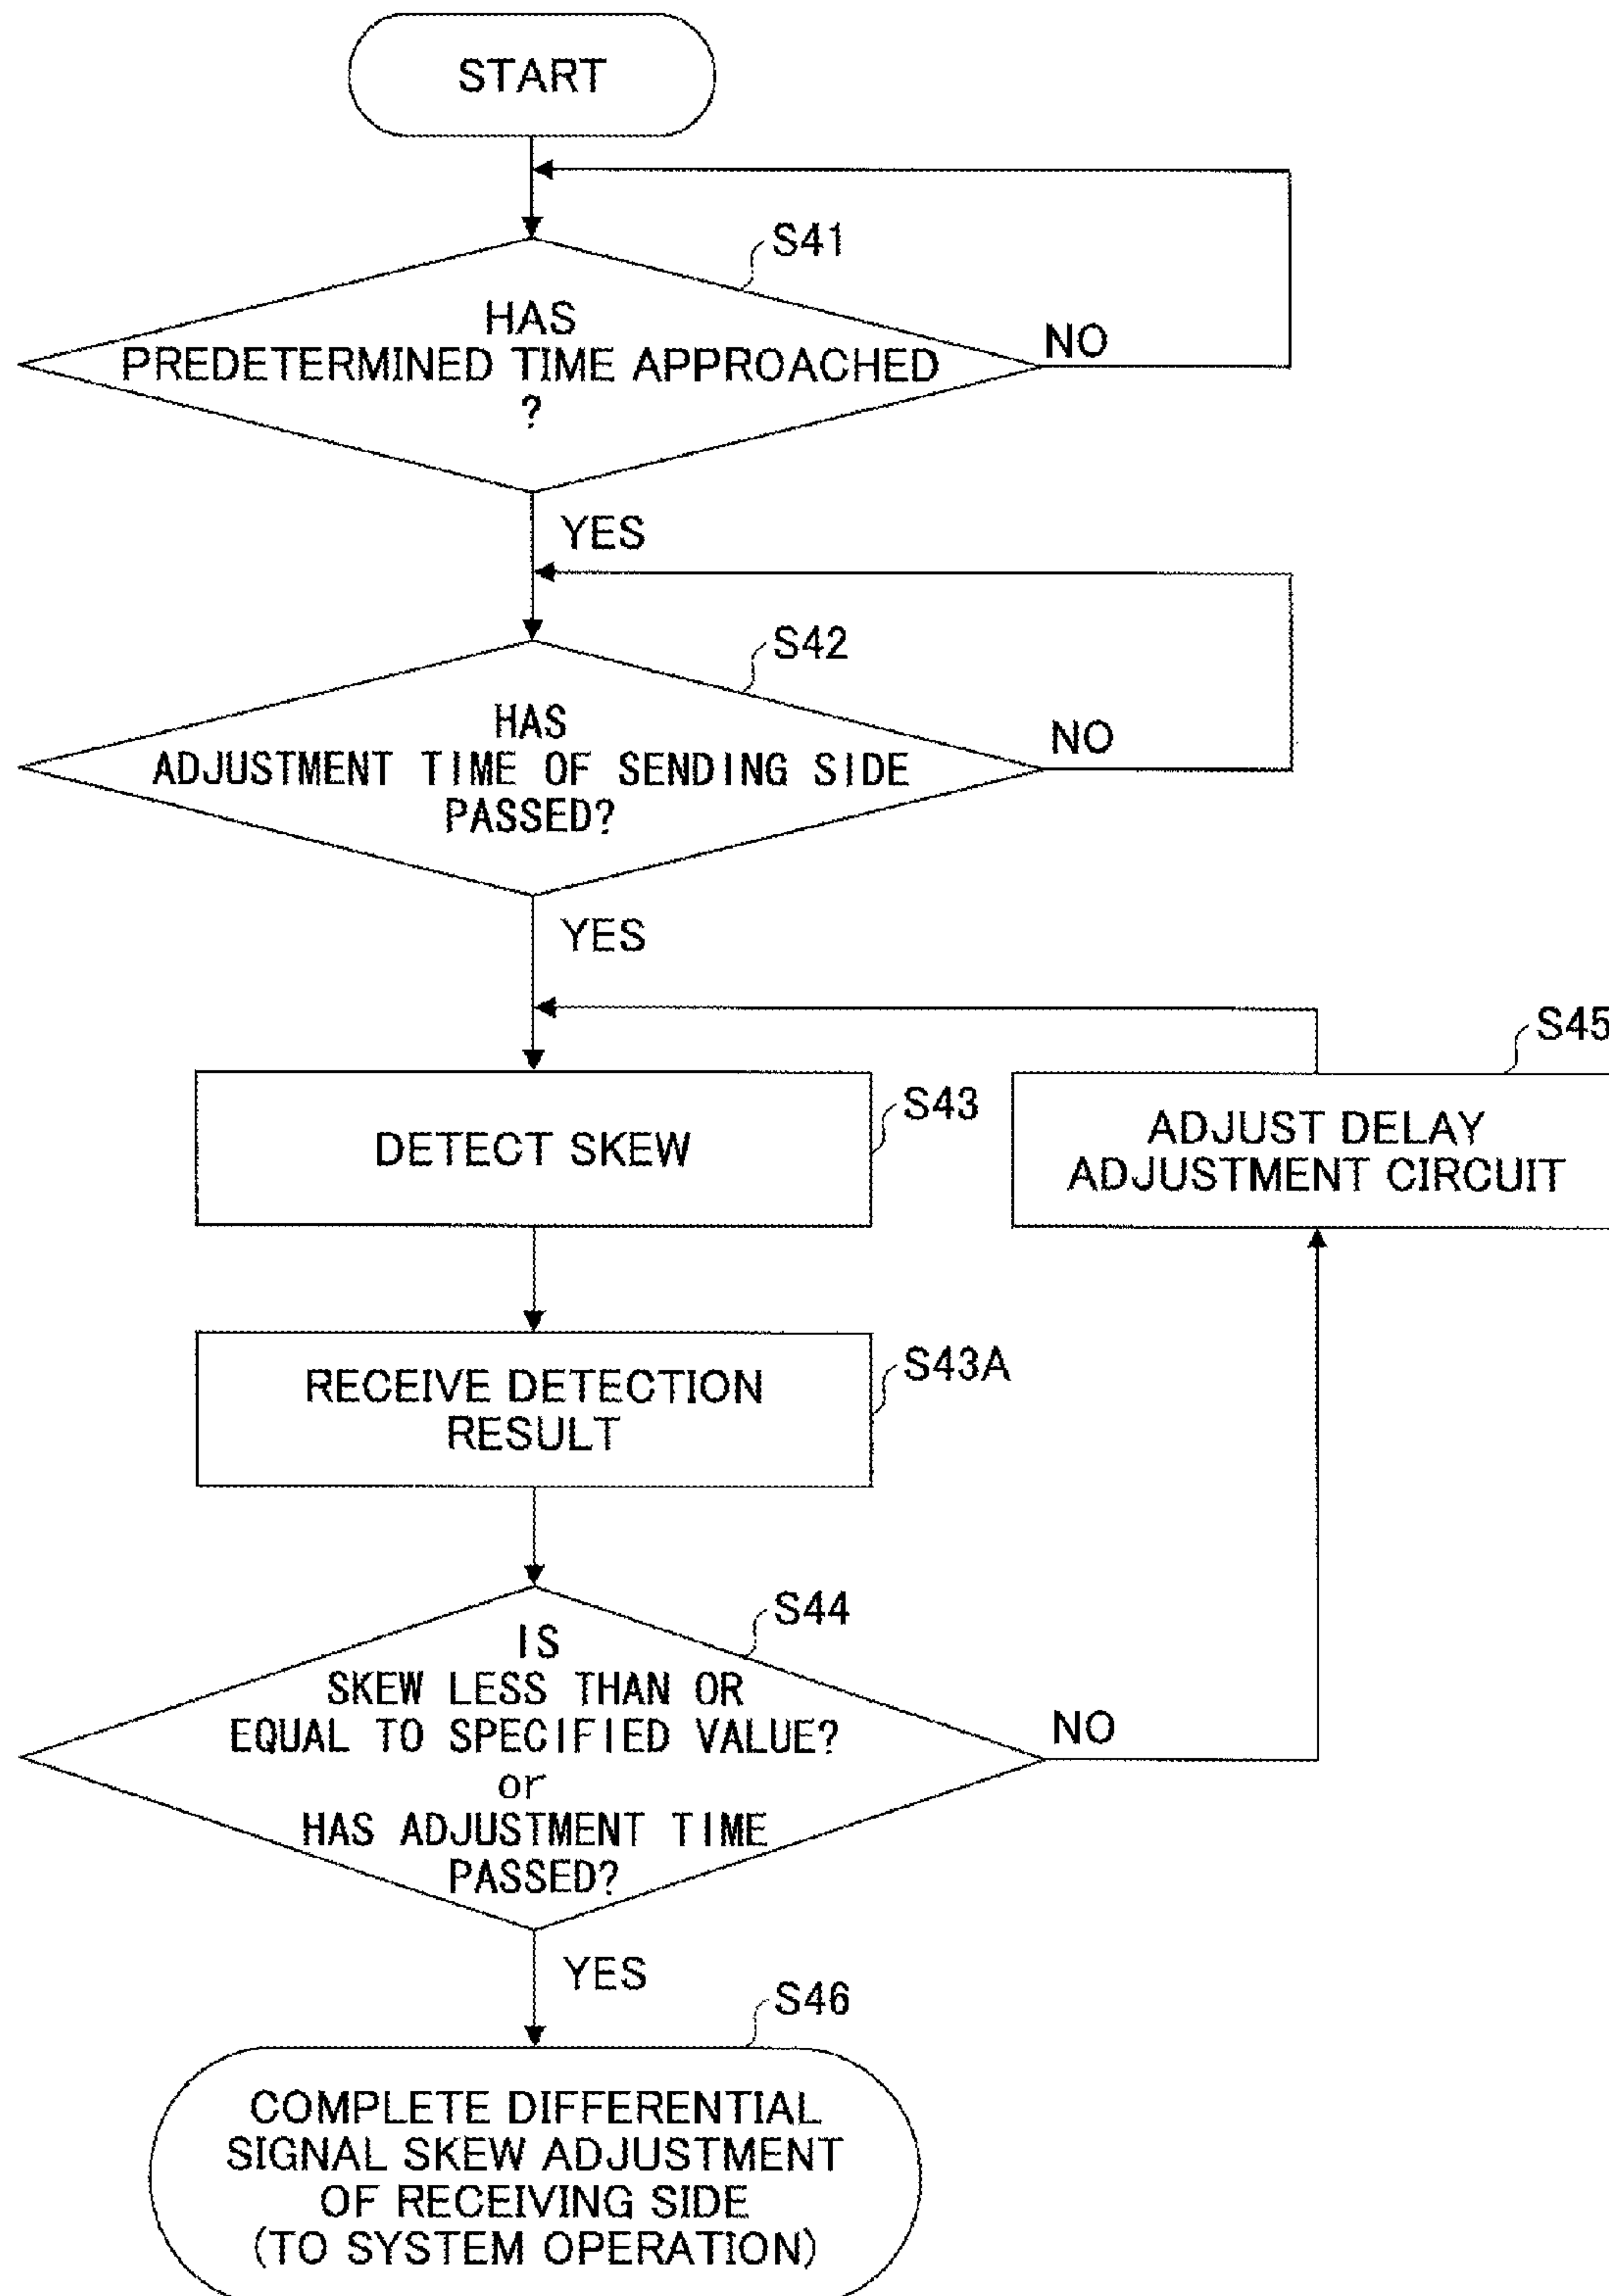 START
S41
HAS
PREDETERMINED TIME APPROACHED
?
NO
YES
S42
HAS
ADJUSTMENT TIME OF SENDING SIDE
PASSED?
NO
YES
S43
DETECT SKEW
S45
ADJUST DELAY
ADJUSTMENT CIRCUIT
S43A
RECEIVE DETECTION
RESULT
S44
IS
SKEW LESS THAN OR
EQUAL TO SPECIFIED VALUE?
or
HAS ADJUSTMENT TIME
PASSED?
NO
YES
S46
COMPLETE DIFFERENTIAL
SIGNAL SKEW ADJUSTMENT
OF RECEIVING SIDE
(TO SYSTEM OPERATION)